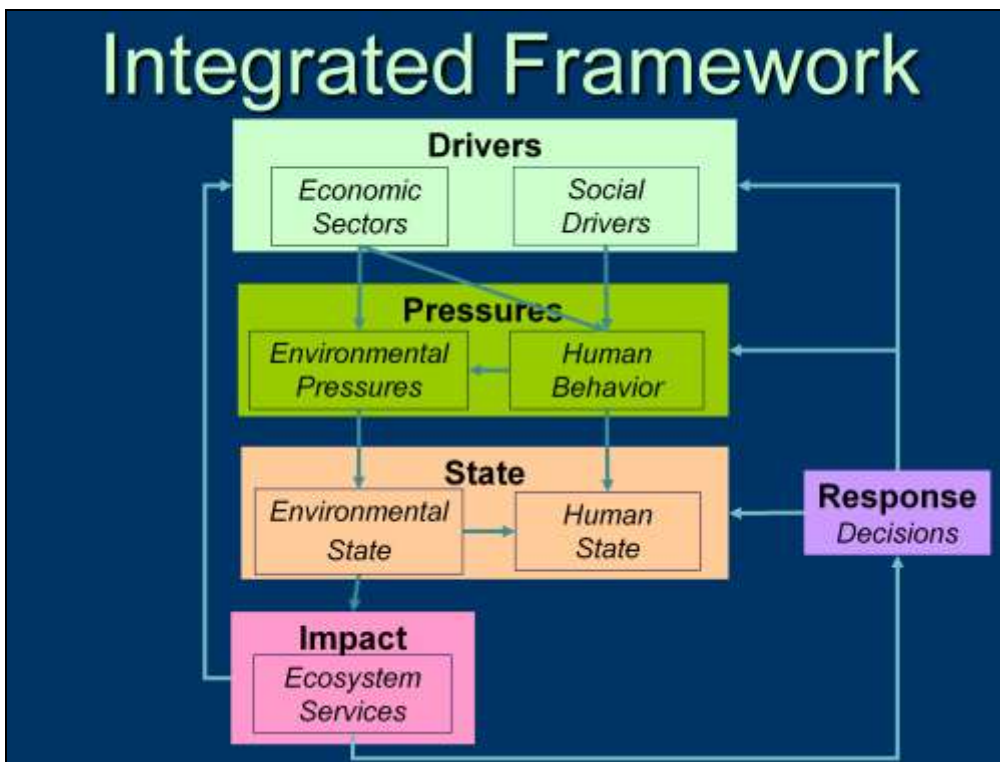 Integrated Framework
Drivers
Economic
Sectors
Social
Drivers
Pressures
Environmental
Pressures
Human
Behavior
State
Environmental
State
Human
State
Response
Decisions
Impact
Ecosystem
Services